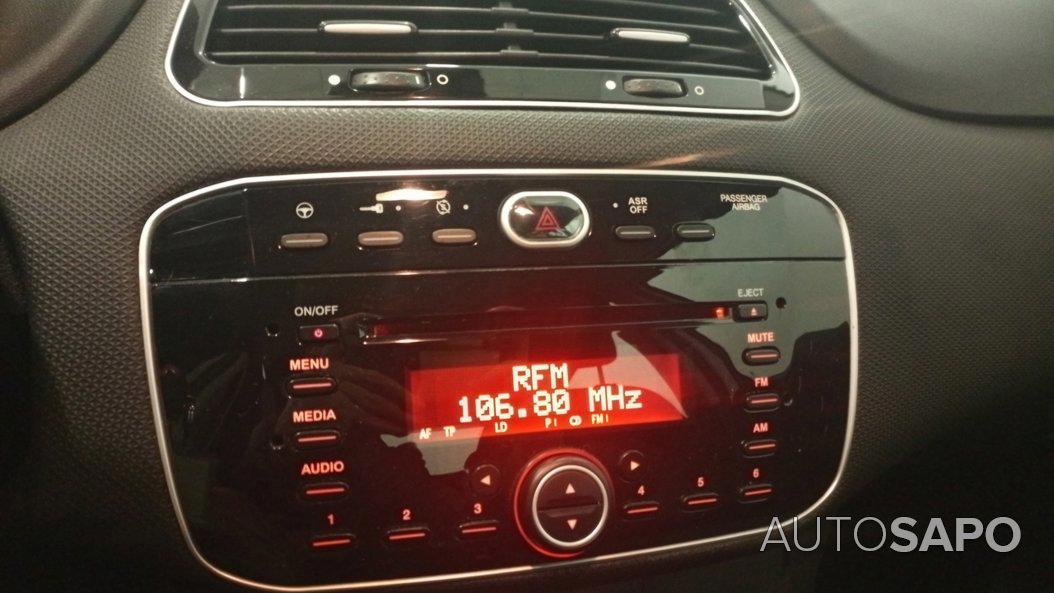 ASR
OFF
PASSENGER
AIRBAG
ON/OFF
EJECT
MENU
MUTE
RFM
106.80 MHz
AF TP LD P I FM I
FM
MEDIA
AM
AUDIO
1 2 3 4 5 6
AUTOSAPO